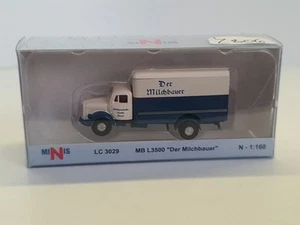 Der
Milchbauer
MINIS
LC 3029
MB L3500 "Der Milchbauer"
N - 1:160